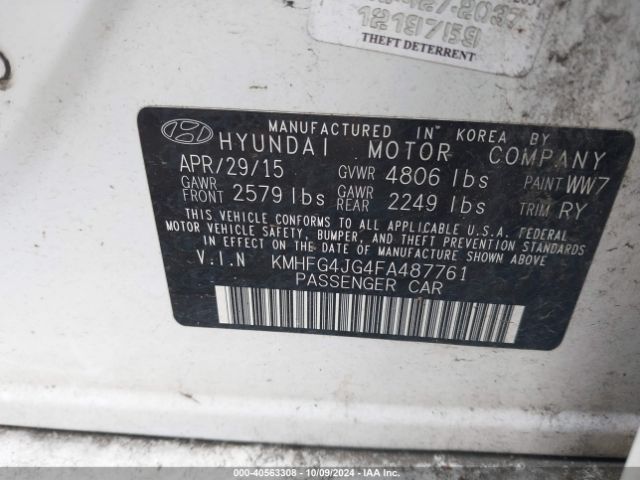 12197159
THEFT DETERRENT
MANUFACTURED IN KOREA BY
HYUNDAI MOTOR COMPANY
APR/29/15 GVWR 4806 lbs PAINT WW7
GAWR FRONT 2579 lbs GAWR REAR 2249 lbs TRIM RY
THIS VEHICLE CONFORMS TO ALL APPLICABLE U.S.A. FEDERAL
MOTOR VEHICLE SAFETY, BUMPER, AND THEFT PREVENTION STANDARDS
IN EFFECT ON THE DATE OF MANUFACTURE SHOWN ABOVE
V.I.N KMHFG4JG4FA487761
PASSENGER CAR
000-40563308 | 10/09/2024 - IAA Inc.